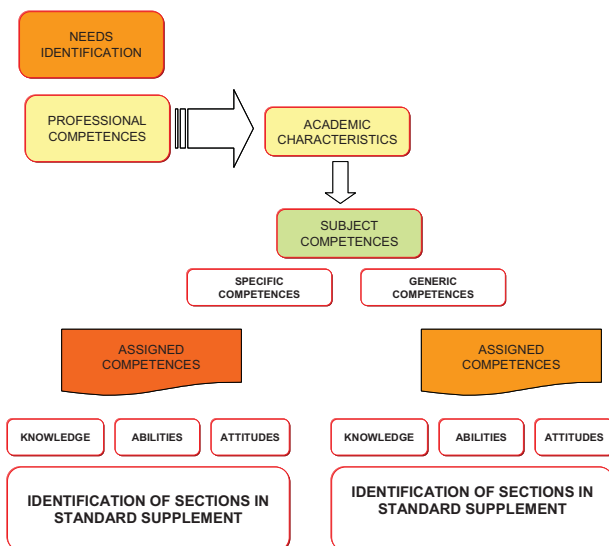 NEEDS
IDENTIFICATION
PROFESSIONAL
COMPETENCES
ACADEMIC
CHARACTERISTICS
SUBJECT
COMPETENCES
SPECIFIC
COMPETENCES
GENERIC
COMPETENCES
ASSIGNED
COMPETENCES
ASSIGNED
COMPETENCES
KNOWLEDGE
ABILITIES
ATTITUDES
KNOWLEDGE
ABILITIES
ATTITUDES
IDENTIFICATION OF SECTIONS IN
STANDARD SUPPLEMENT
IDENTIFICATION OF SECTIONS IN
STANDARD SUPPLEMENT